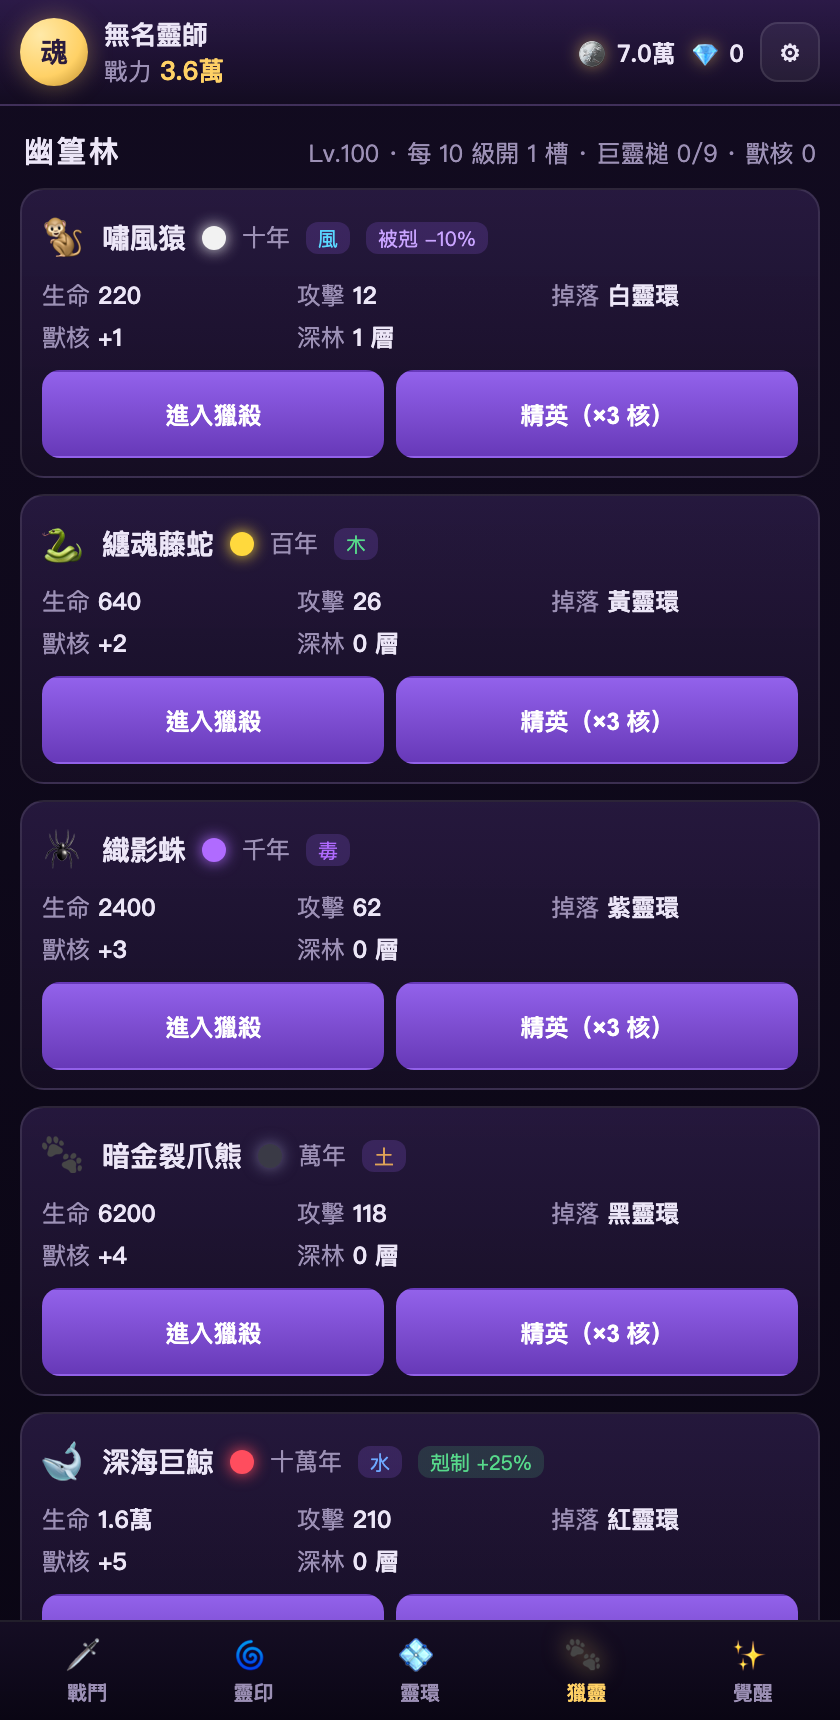 魂
無名靈師
戰力 3.6萬
7.0萬 0
幽篁林
Lv.100 · 每 10 級開 1 槽 · 巨靈槌 0/9 · 獸核 0
嘯風猿 十年 風 被剋 −10%
生命 220 攻擊 12 掉落 白靈環
獸核 +1 深林 1 層
進入獵殺 精英（×3 核）
纏魂藤蛇 百年 木
生命 640 攻擊 26 掉落 黃靈環
獸核 +2 深林 0 層
進入獵殺 精英（×3 核）
織影蛛 千年 毒
生命 2400 攻擊 62 掉落 紫靈環
獸核 +3 深林 0 層
進入獵殺 精英（×3 核）
暗金裂爪熊 萬年 土
生命 6200 攻擊 118 掉落 黑靈環
獸核 +4 深林 0 層
進入獵殺 精英（×3 核）
深海巨鯨 十萬年 水 剋制 +25%
生命 1.6萬 攻擊 210 掉落 紅靈環
獸核 +5 深林 0 層
戰鬥 靈印 靈環 獵靈 覺醒